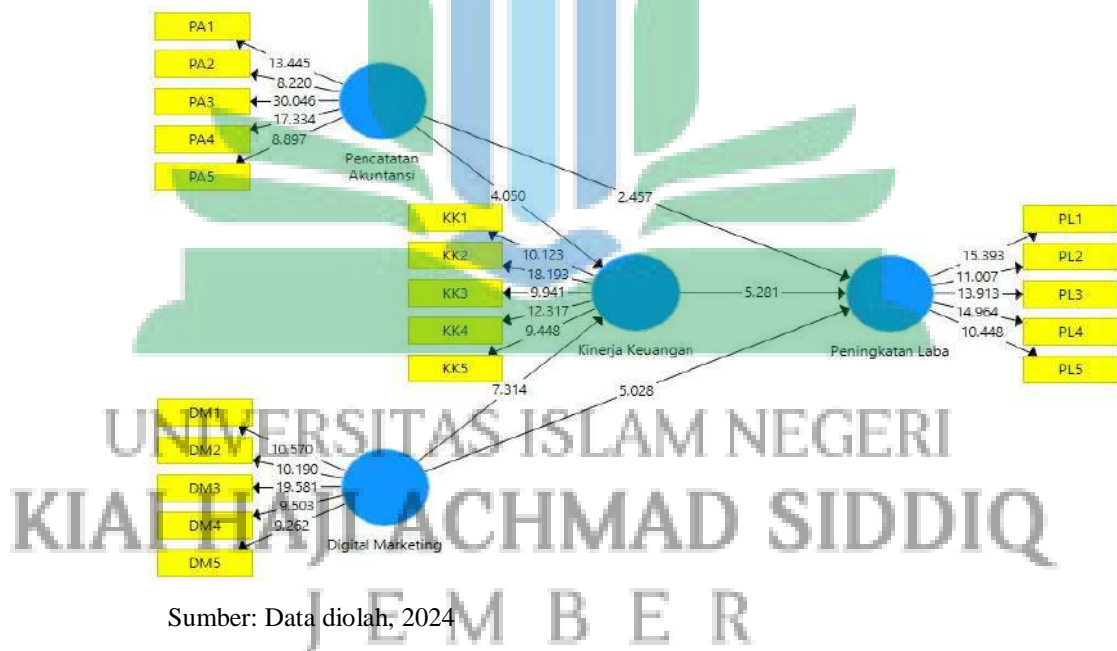 PA1
13.445
PA2
8.220
PA3
30.046
PA4
17.334
8.897
PA5
Pencatatan
Akuntansi
4.050
2.457
KK1
PL1
KK2
10.123
15.393
PL2
18.193
11.007
KK3
9.941
5.281
13.913
PL3
12.317
14.964
KK4
9.448
10.448
PL4
Kinerja Keuangan
Peningkatan Laba
KK5
PL5
7.314
5.028
DM1
UNIVERSITAS ISLAM NEGERI
DM2
10.570
10.190
DM3
19.581
9.503
KIAI HAJI ACHMAD SIDDIQ
DM4
9.262
Digital Marketing
DM5
Sumber: Data diolah, 2024
JEMBER